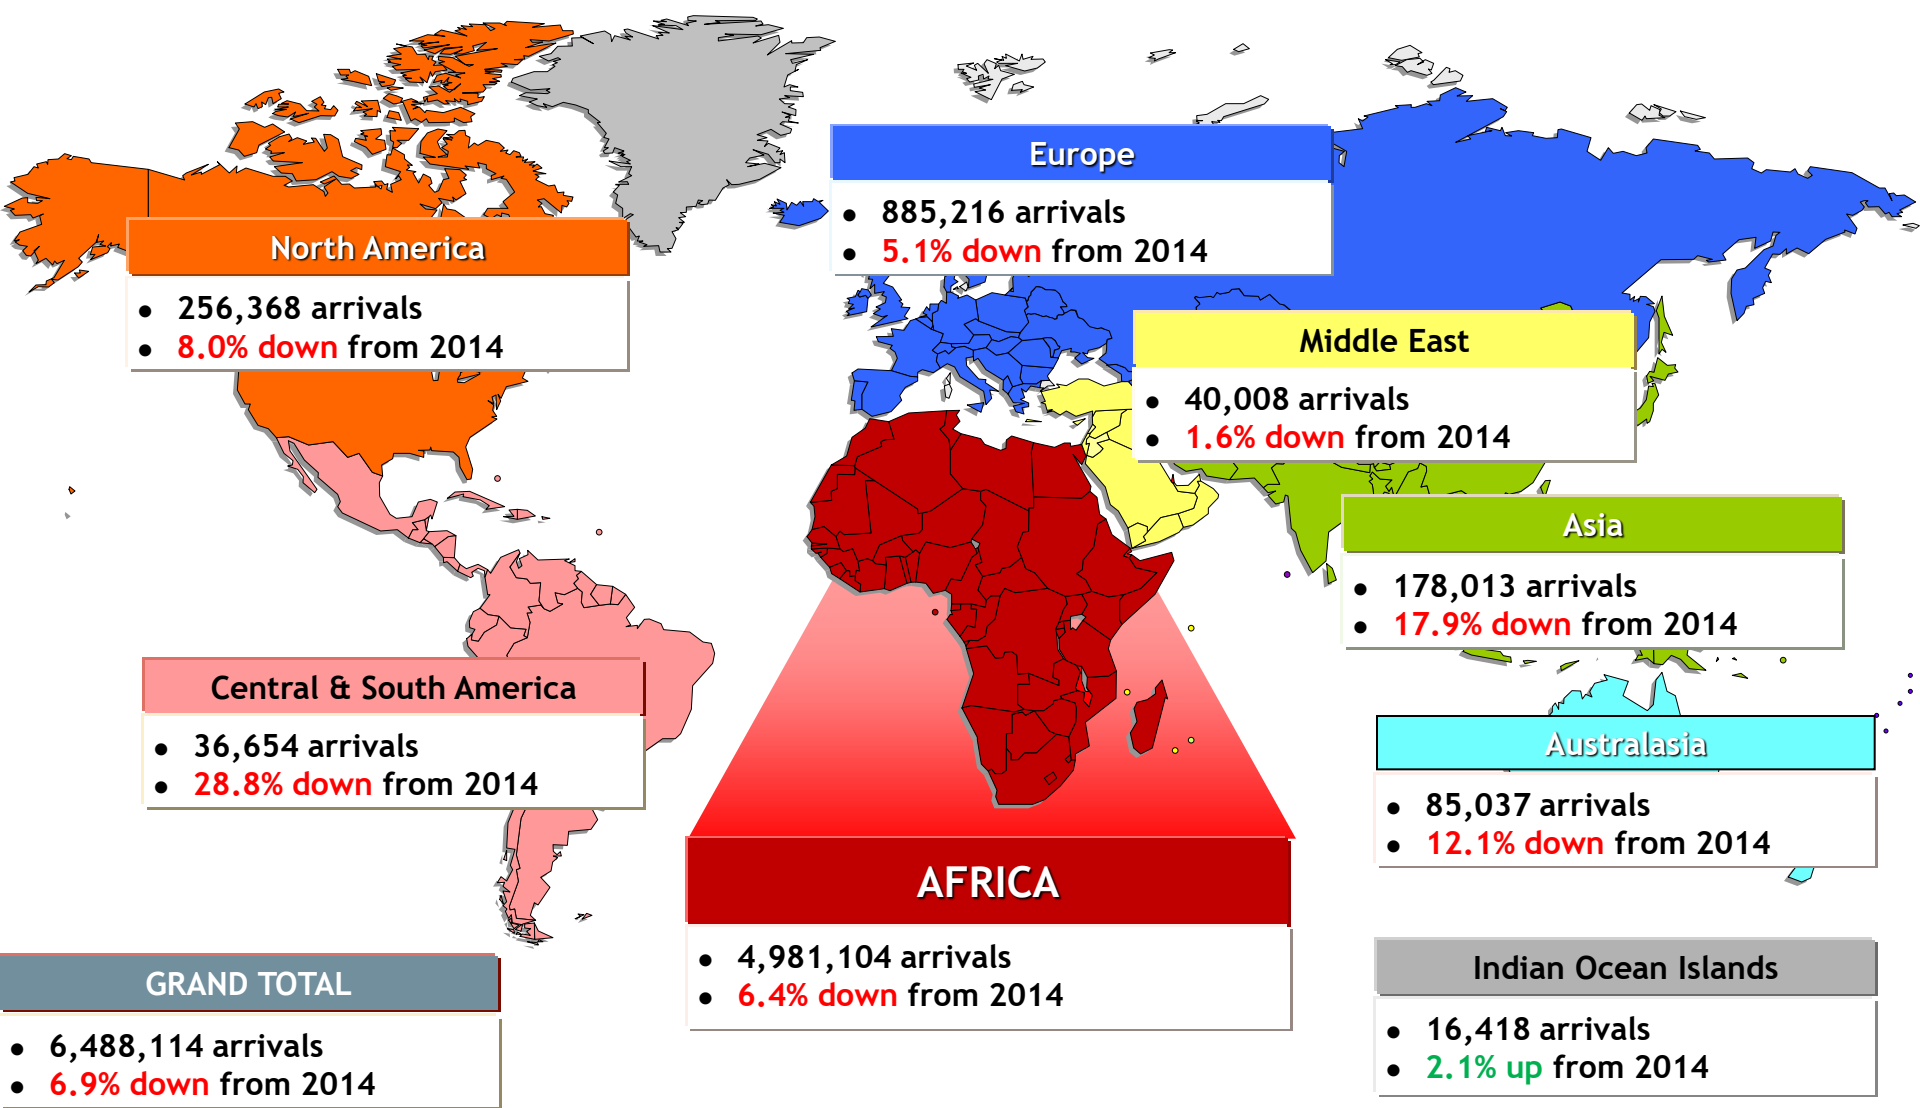 Europe
• 885,216 arrivals
• 5.1% down from 2014
North America
• 256,368 arrivals
• 8.0% down from 2014
Middle East
• 40,008 arrivals
• 1.6% down from 2014
Asia
• 178,013 arrivals
• 17.9% down from 2014
Central & South America
• 36,654 arrivals
• 28.8% down from 2014
Australasia
• 85,037 arrivals
• 12.1% down from 2014
AFRICA
• 4,981,104 arrivals
• 6.4% down from 2014
Indian Ocean Islands
• 16,418 arrivals
• 2.1% up from 2014
GRAND TOTAL
• 6,488,114 arrivals
• 6.9% down from 2014